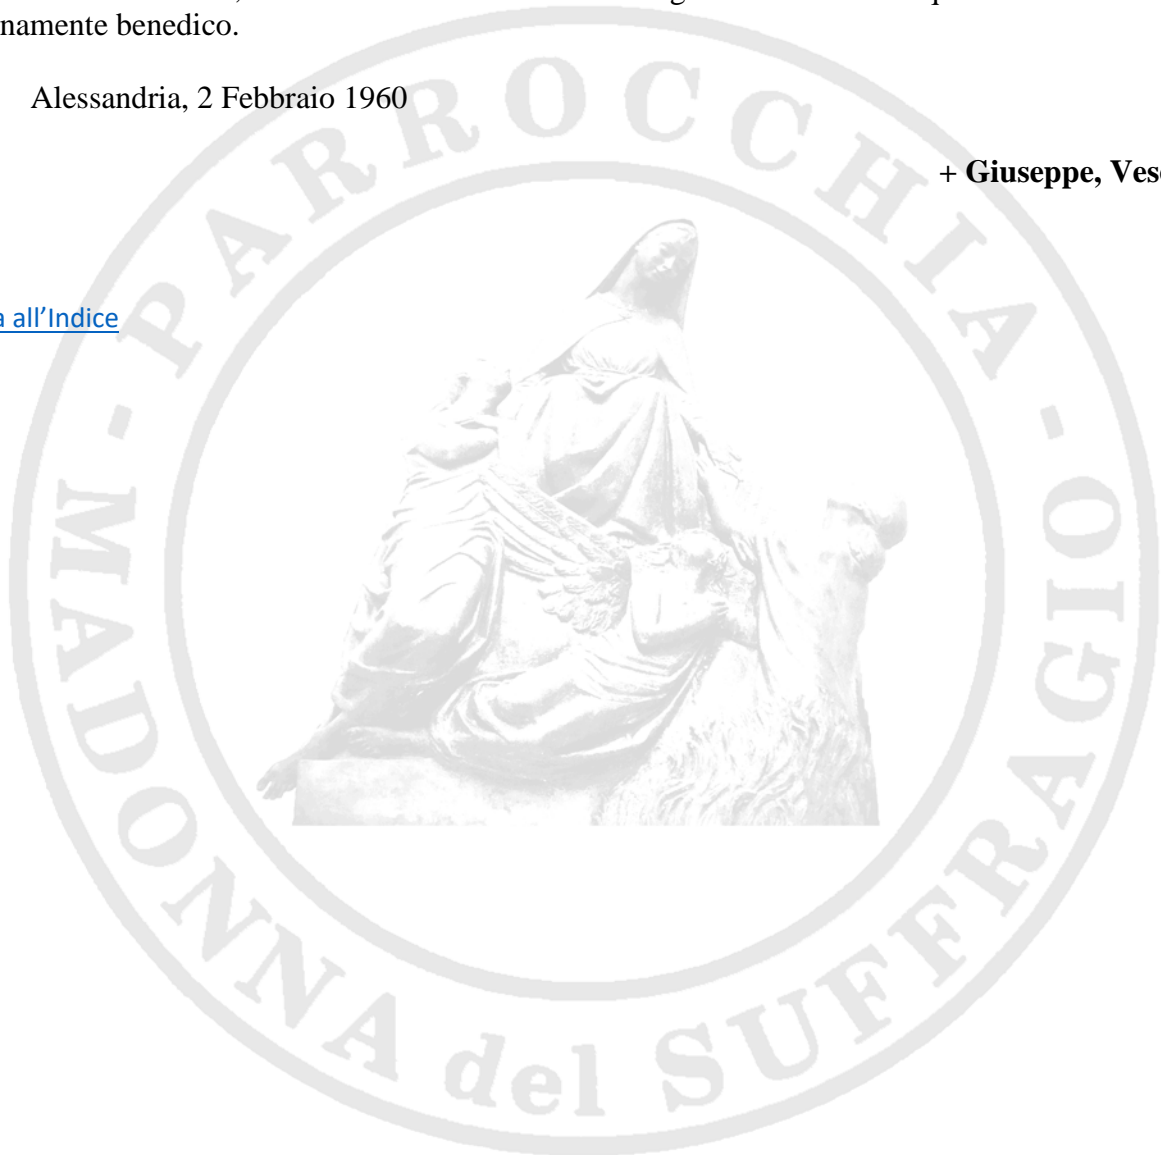 namente benedico.
Alessandria, 2 Febbraio 1960
+ Giuseppe, Ves
a all’Indice
PARROCCHIA - O
- MADONNA del SUFFRAGIO